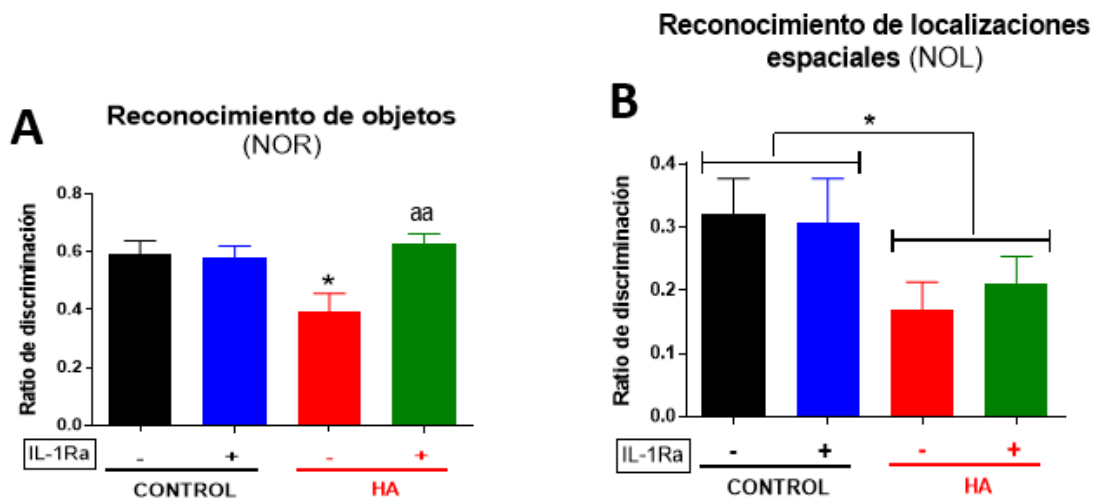 A
Reconocimiento de objetos
(NOR)
Ratio de discriminación
0.8
0.6
0.4
0.2
0.0
*
aa
IL-1Ra
- + - +
CONTROL HA
B
Reconocimiento de localizaciones
espaciales (NOL)
*
Ratio de discriminación
0.4
0.3
0.2
0.1
0.0
IL-1Ra
- + - +
CONTROL HA